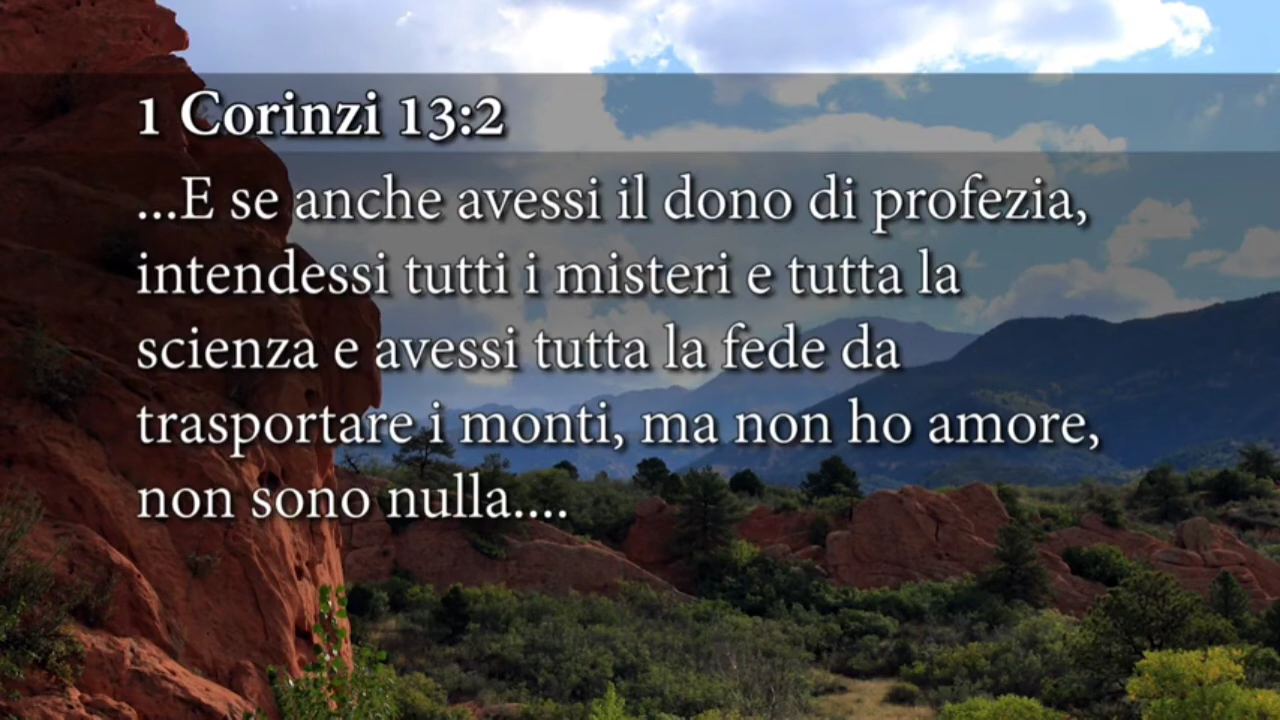 1 Corinzi 13:2
...E se anche avessi il dono di profezia,
intendessi tutti i misteri e tutta la
scienza e avessi tutta la fede da
trasportare i monti, ma non ho amore,
non sono nulla....